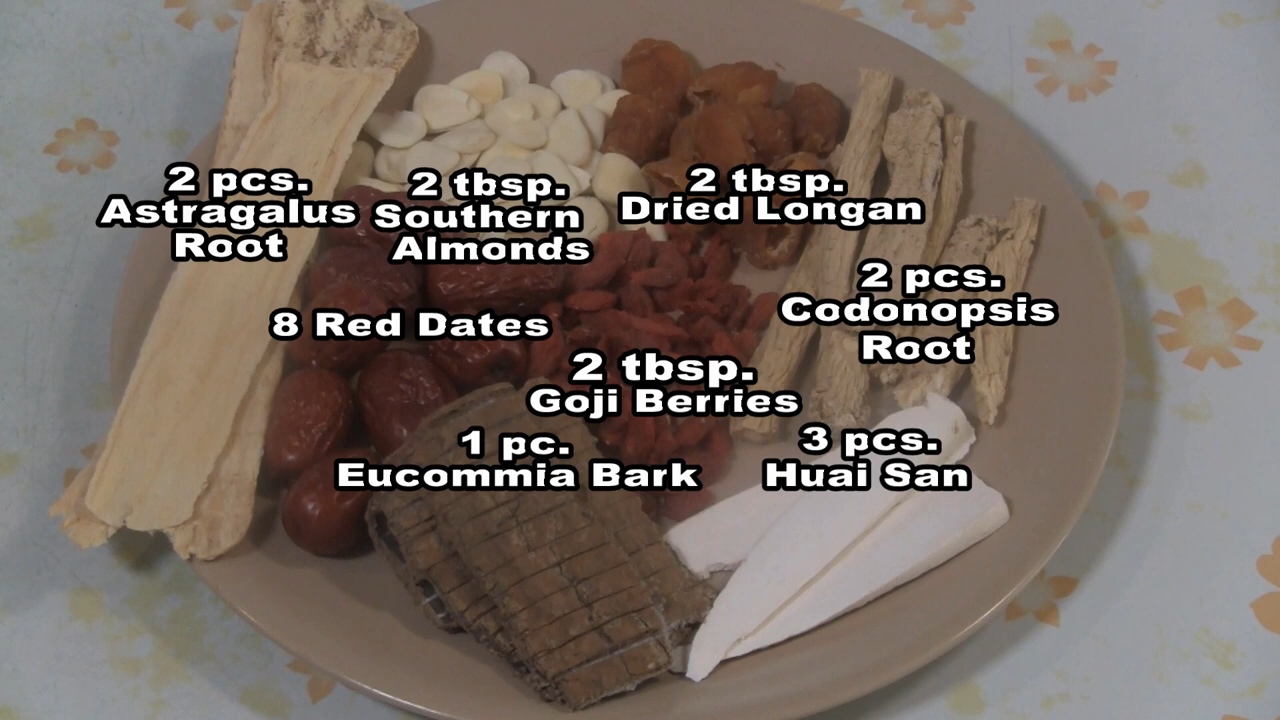 2 pcs.
Astragalus
Root
2 tbsp.
Southern
Almonds
2 tbsp.
Dried Longan
2 pcs.
Codonopsis
Root
8 Red Dates
2 tbsp.
Goji Berries
1 pc.
Eucommia Bark
3 pcs.
Huai San